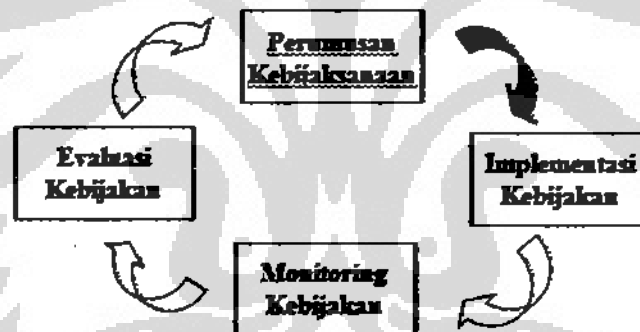 Perumusan
Kebijaksanaan
Implementasi
Kebijakan
Monitoring
Kebijakan
Evaluasi
Kebijakan